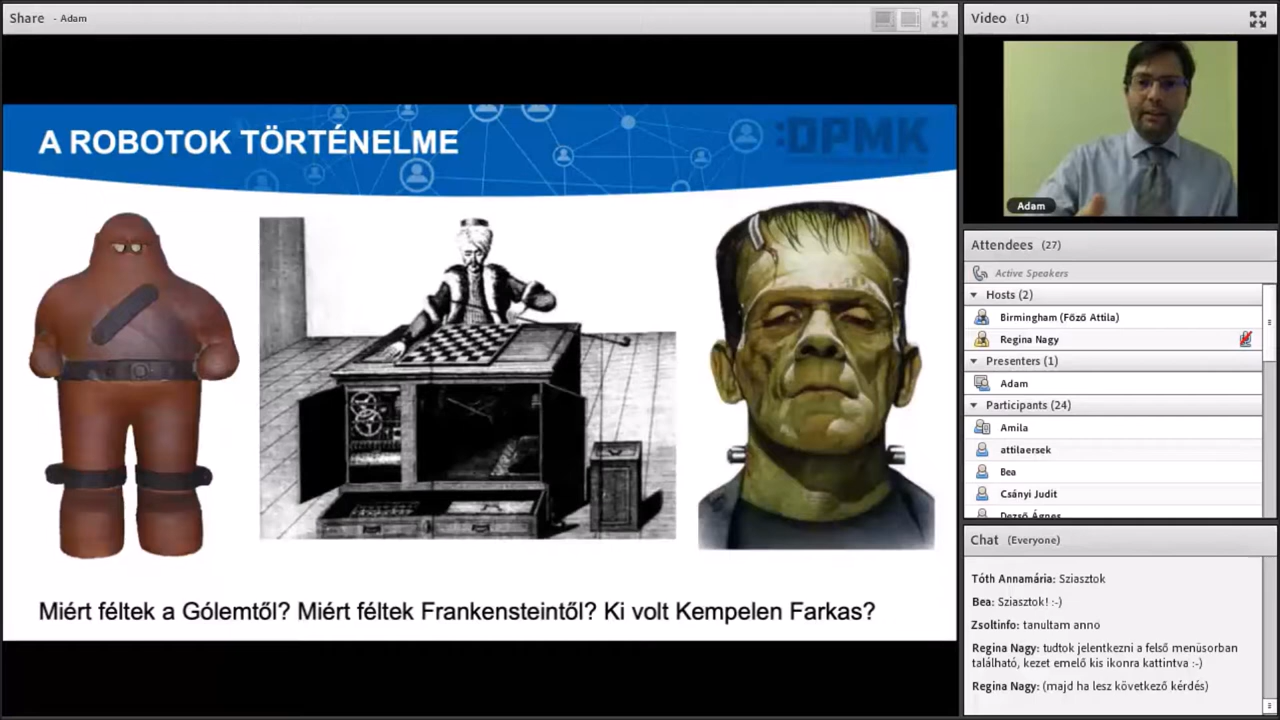 Share - Adam
A ROBOTOK TÖRTÉNELME
:DPMK
Miért féltek a Gólemtől? Miért féltek Frankensteintől? Ki volt Kempelen Farkas?
Video (1)
Adam
Attendees (27)
Active Speakers
Hosts (2)
Birmingham (Főző Attila)
Regina Nagy
Presenters (1)
Adam
Participants (24)
Amila
attilaersek
Bea
Csányi Judit
Dezső Ágnes
Chat (Everyone)
Tóth Annamária: Sziasztok
Bea: Sziasztok! :-)
Zsoltinfo: tanultam anno
Regina Nagy: tudtok jelentkezni a felső menüsorban
található, kezet emelő kis ikonra kattintva :-)
Regina Nagy: (majd ha lesz következő kérdés)